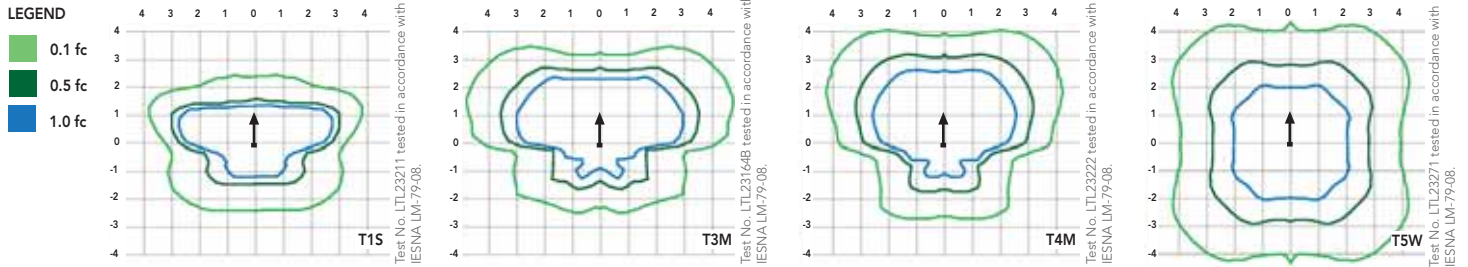 LEGEND
0.1 fc
0.5 fc
1.0 fc
4 3 2 1 0 1 2 3 4
4
3
2
1
0
-1
-2
-3
-4
T1S
Test No. LTL23211 tested in accordance with
IESNA LM-79-08.
4 3 2 1 0 1 2 3 4
4
3
2
1
0
-1
-2
-3
-4
T3M
Test No. LTL23164B tested in accordance with
IESNA LM-79-08.
4 3 2 1 0 1 2 3 4
4
3
2
1
0
-1
-2
-3
-4
T4M
Test No. LTL23222 tested in accordance with
IESNA LM-79-08.
4 3 2 1 0 1 2 3 4
4
3
2
1
0
-1
-2
-3
-4
T5W
Test No. LTL23271 tested in accordance with
IESNA LM-79-08.